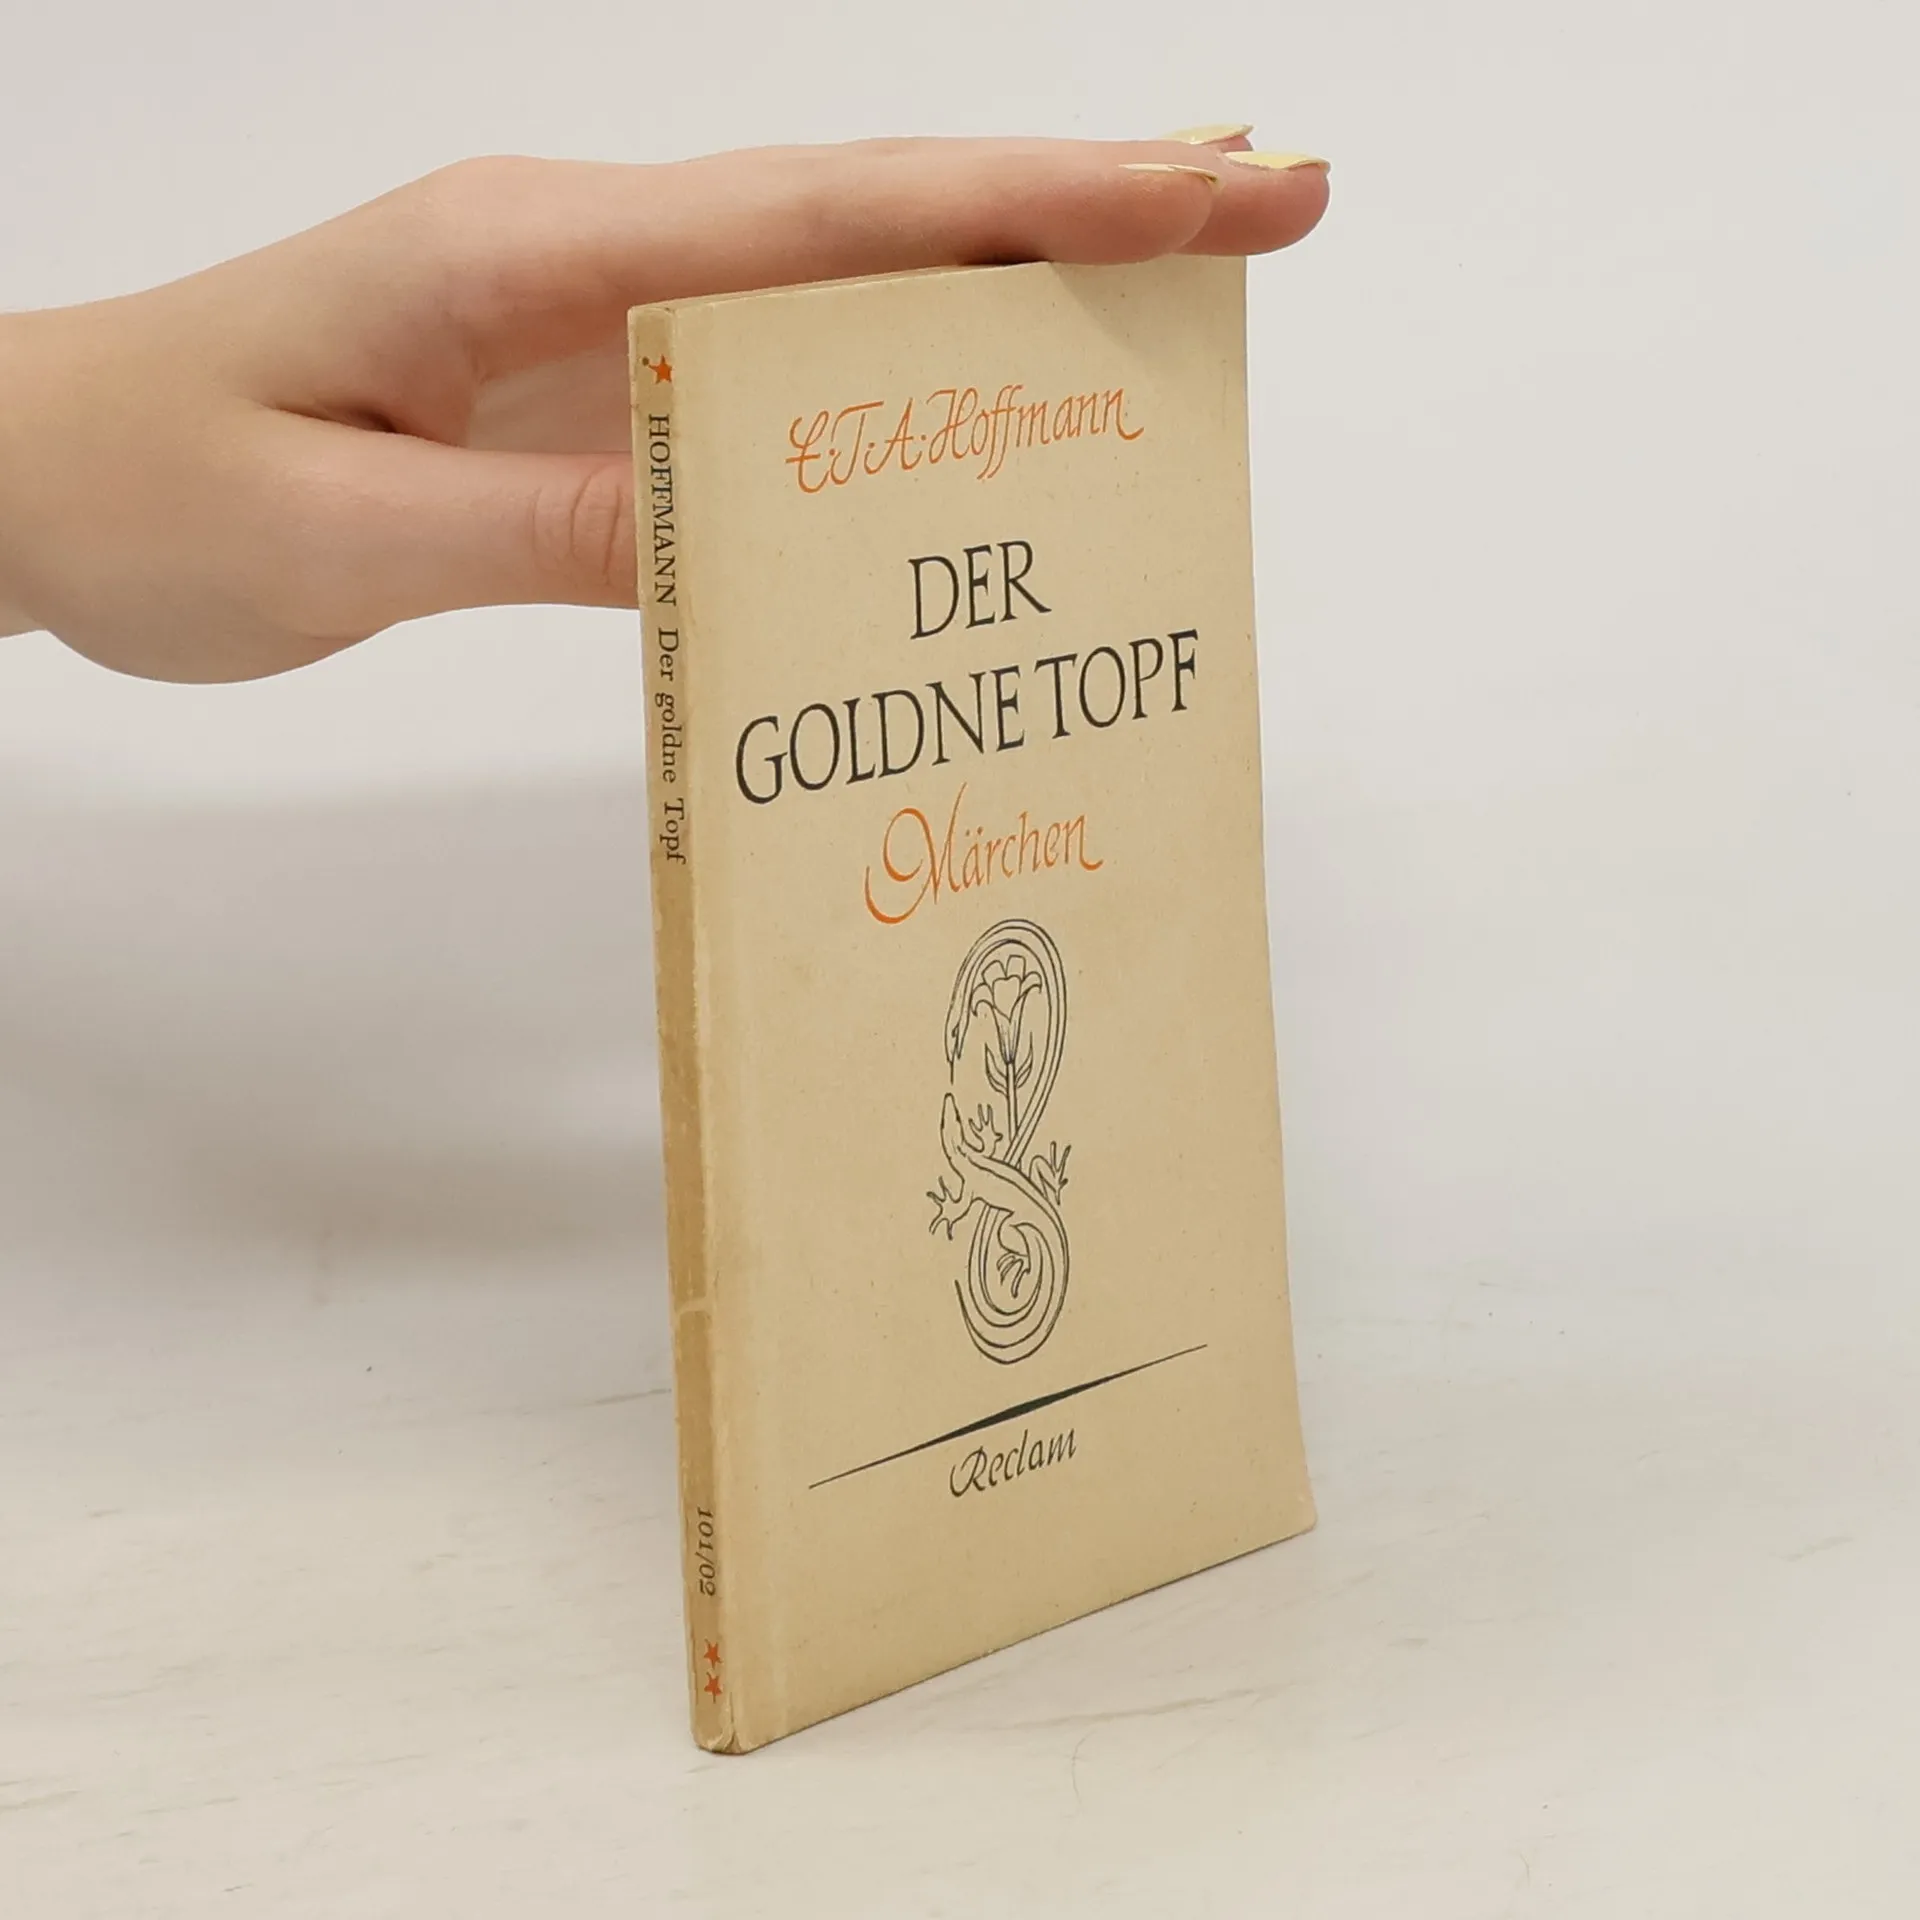 E.T.A. Hoffmann
DER
GOLDNE TOPF
Märchen
Reclam
HOFFMANN Der goldne Topf
101/02